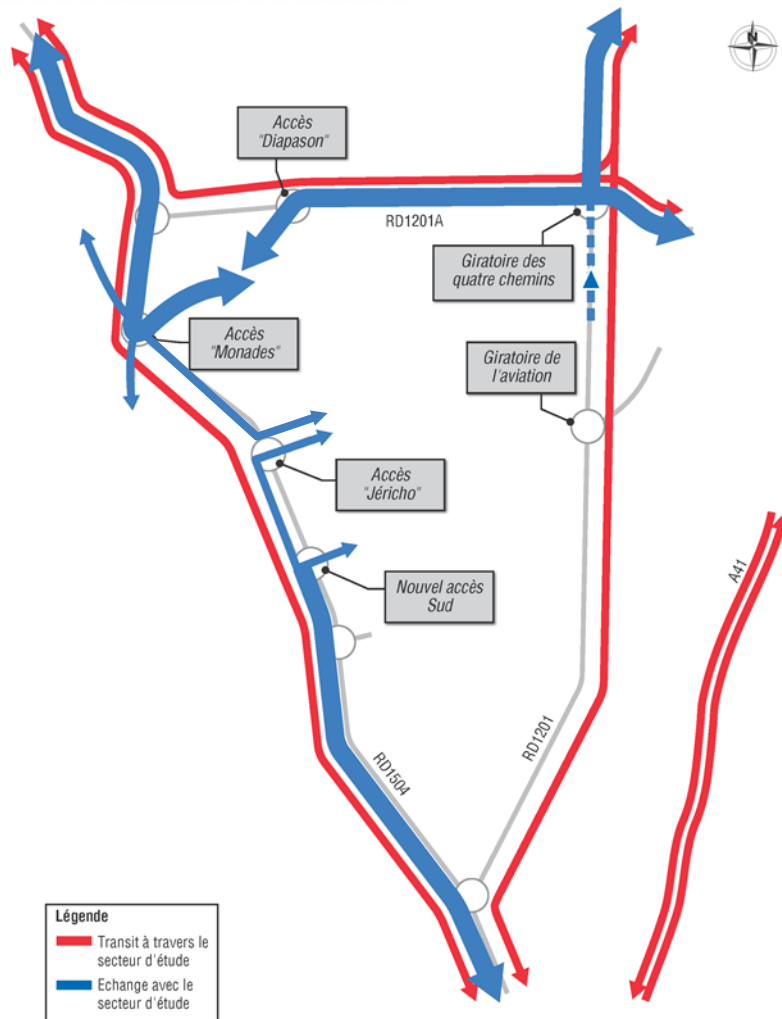 N
Accès
"Diapason"
RD1201A
Giratoire des
quatre chemins
Accès
"Monades"
Giratoire de
l'aviation
Accès
"Jéricho"
Nouvel accès
Sud
A41
RD1201
RD1504
Légende
Transit à travers le
secteur d'étude
Echange avec le
secteur d'étude